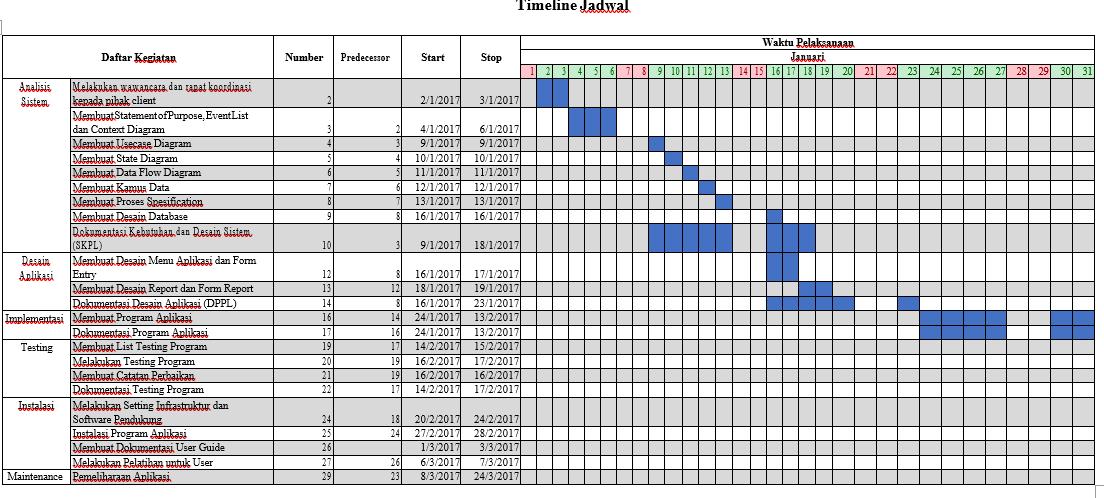 Timeline Jadwal
Daftar Kegiatan Number Predecessor Start Stop Waktu Pelaksanaan
Januari
1 2 3 4 5 6 7 8 9 10 11 12 13 14 15 16 17 18 19 20 21 22 23 24 25 26 27 28 29 30 31
Analisis Sistem
Melakukan wawancara dan rapat koordinasi
kepada pihak client 2 2/1/2017 3/1/2017
Membuat Statement of Purpose, Event List
dan Context Diagram 3 2 4/1/2017 6/1/2017
Membuat Usecase Diagram 4 3 9/1/2017 9/1/2017
Membuat State Diagram 5 4 10/1/2017 10/1/2017
Membuat Data Flow Diagram 6 5 11/1/2017 11/1/2017
Membuat Kamus Data 7 6 12/1/2017 12/1/2017
Membuat Proses Spesification 8 7 13/1/2017 13/1/2017
Membuat Desain Database 9 8 16/1/2017 16/1/2017
Dokumentasi Kebutuhan dan Desain Sistem
(SKPL) 10 3 9/1/2017 18/1/2017
Desain Aplikasi
Membuat Desain Menu Aplikasi dan Form
Entry 12 8 16/1/2017 17/1/2017
Membuat Desain Report dan Form Report 13 12 18/1/2017 19/1/2017
Dokumentasi Desain Aplikasi (DPPL) 14 8 16/1/2017 23/1/2017
Implementasi Membuat Program Aplikasi 16 14 24/1/2017 13/2/2017
Dokumentasi Program Aplikasi 17 16 24/1/2017 13/2/2017
Testing Membuat List Testing Program 19 17 14/2/2017 15/2/2017
Melakukan Testing Program 20 19 16/2/2017 17/2/2017
Membuat Catatan Perbaikan 21 19 16/2/2017 16/2/2017
Dokumentasi Testing Program 22 17 14/2/2017 17/2/2017
Instalasi Melakukan Setting Infrastruktur dan
Software Pendukung 24 18 20/2/2017 24/2/2017
Instalasi Program Aplikasi 25 24 27/2/2017 28/2/2017
Membuat Dokumentasi User Guide 26 1/3/2017 3/3/2017
Melakukan Pelatihan untuk User 27 26 6/3/2017 7/3/2017
Maintenance Pemeliharaan Aplikasi 29 23 8/3/2017 24/3/2017